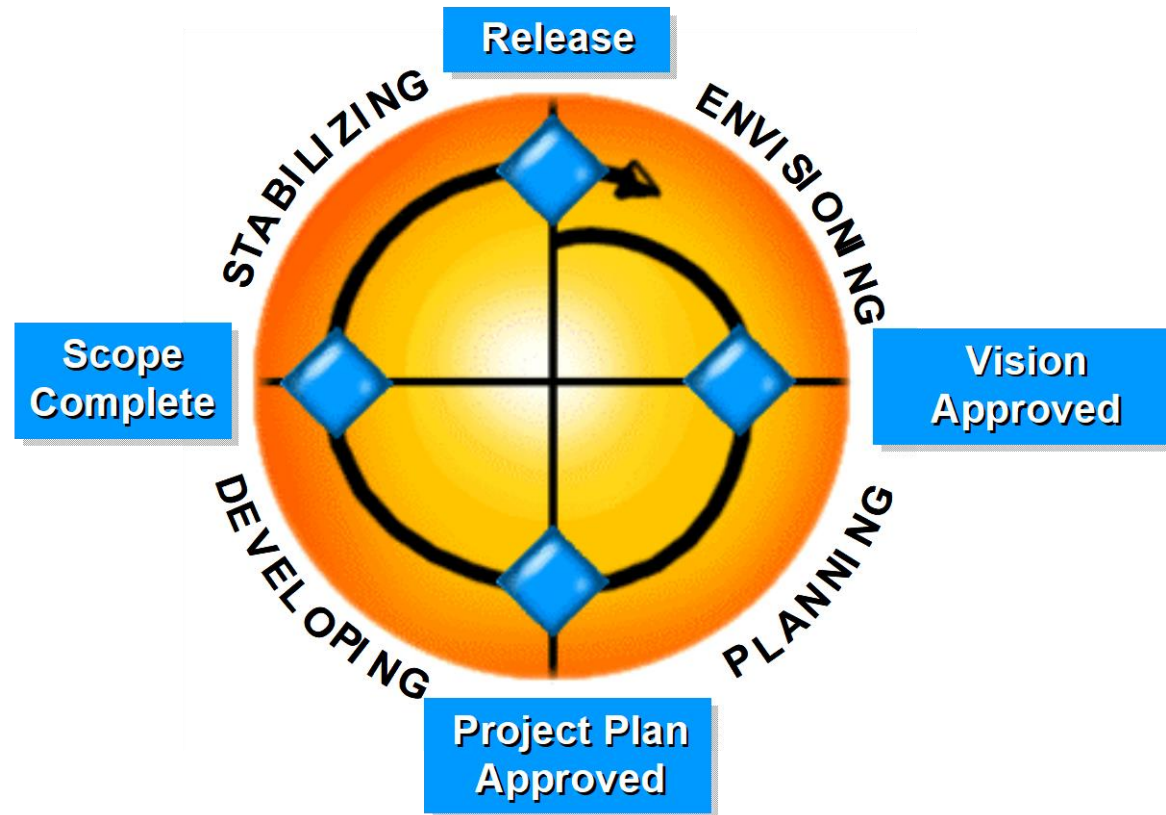 Release
STABILIZING
ENVISIONING
Scope
Complete
Vision
Approved
DEVELOPING
PLANNING
Project Plan
Approved